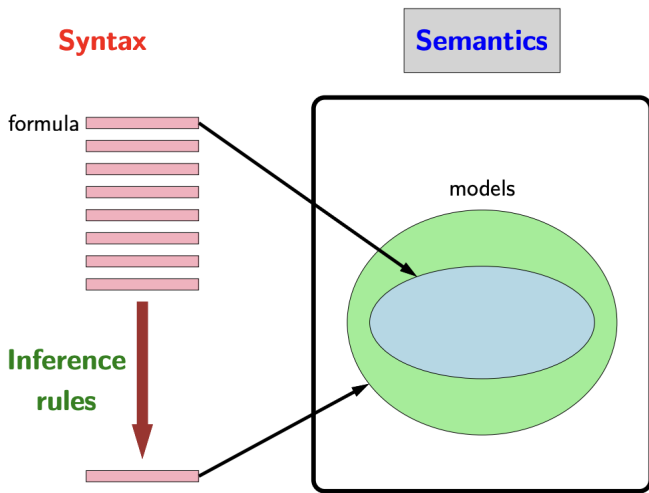 Syntax
Semantics
formula
models
Inference
rules